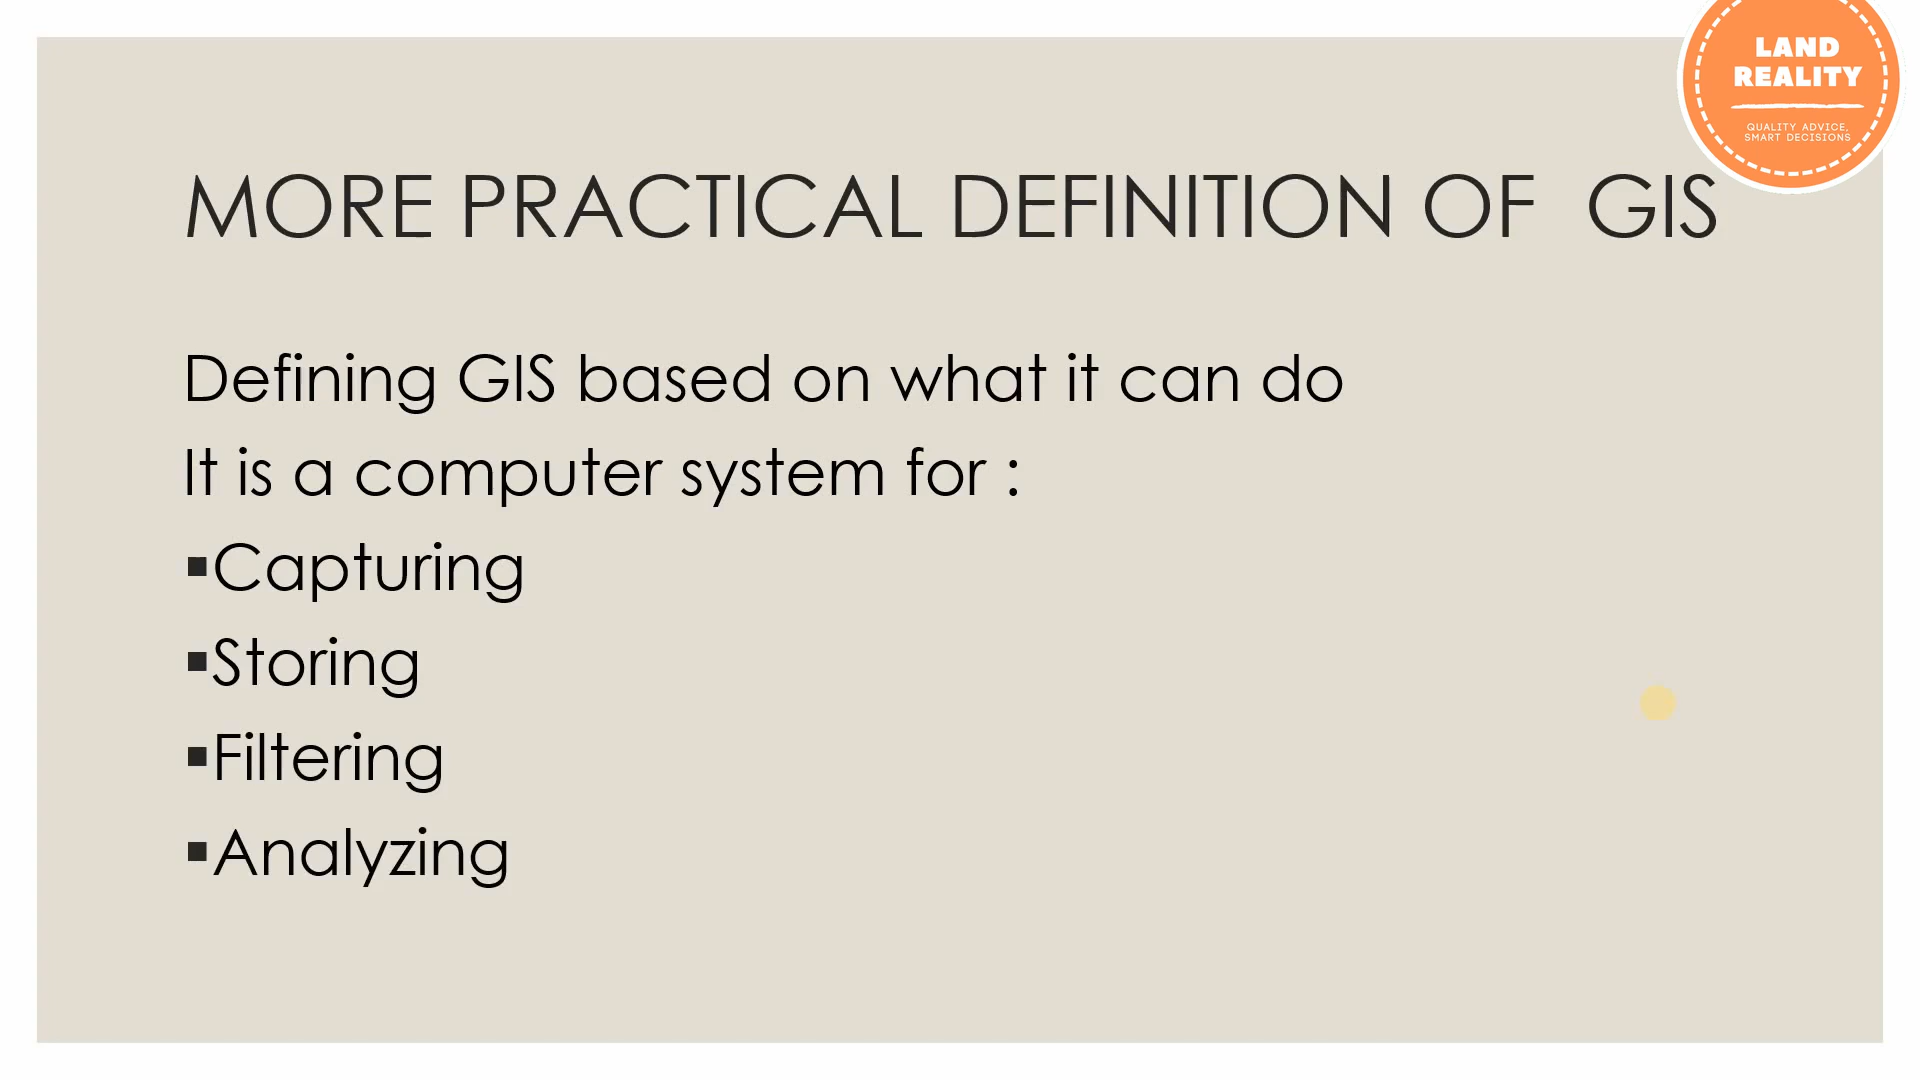 LAND
REALITY
QUALITY ADVICE,
SMART DECISIONS
MORE PRACTICAL DEFINITION OF  GIS
Defining GIS based on what it can do
It is a computer system for :
▪Capturing
▪Storing
▪Filtering
▪Analyzing